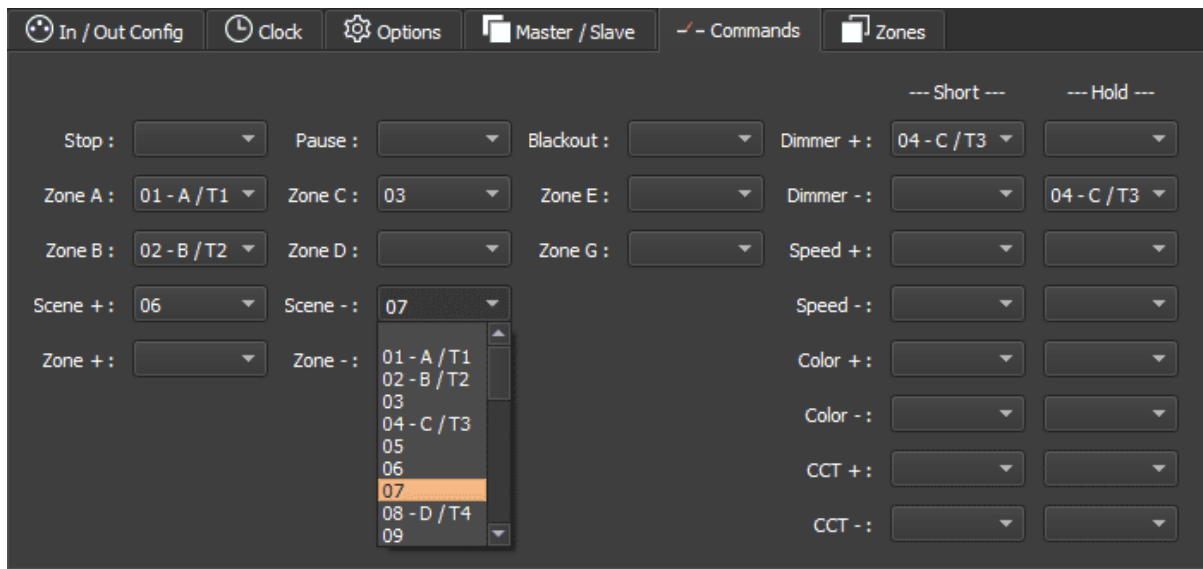 In / Out Config Clock Options Master / Slave Commands Zones
--- Short --- --- Hold ---
Stop : Pause : Blackout : Dimmer + : 04 - C / T3
Zone A : 01 - A / T1 Zone C : 03 Zone E : Dimmer - : 04 - C / T3
Zone B : 02 - B / T2 Zone D : Zone G : Speed + :
Scene + : 06 Scene - : 07 Speed - :
Zone + : Zone - : Color + :
01 - A / T1
02 - B / T2
03
04 - C / T3
05
06
07
08 - D / T4
09
Color - :
CCT + :
CCT - :